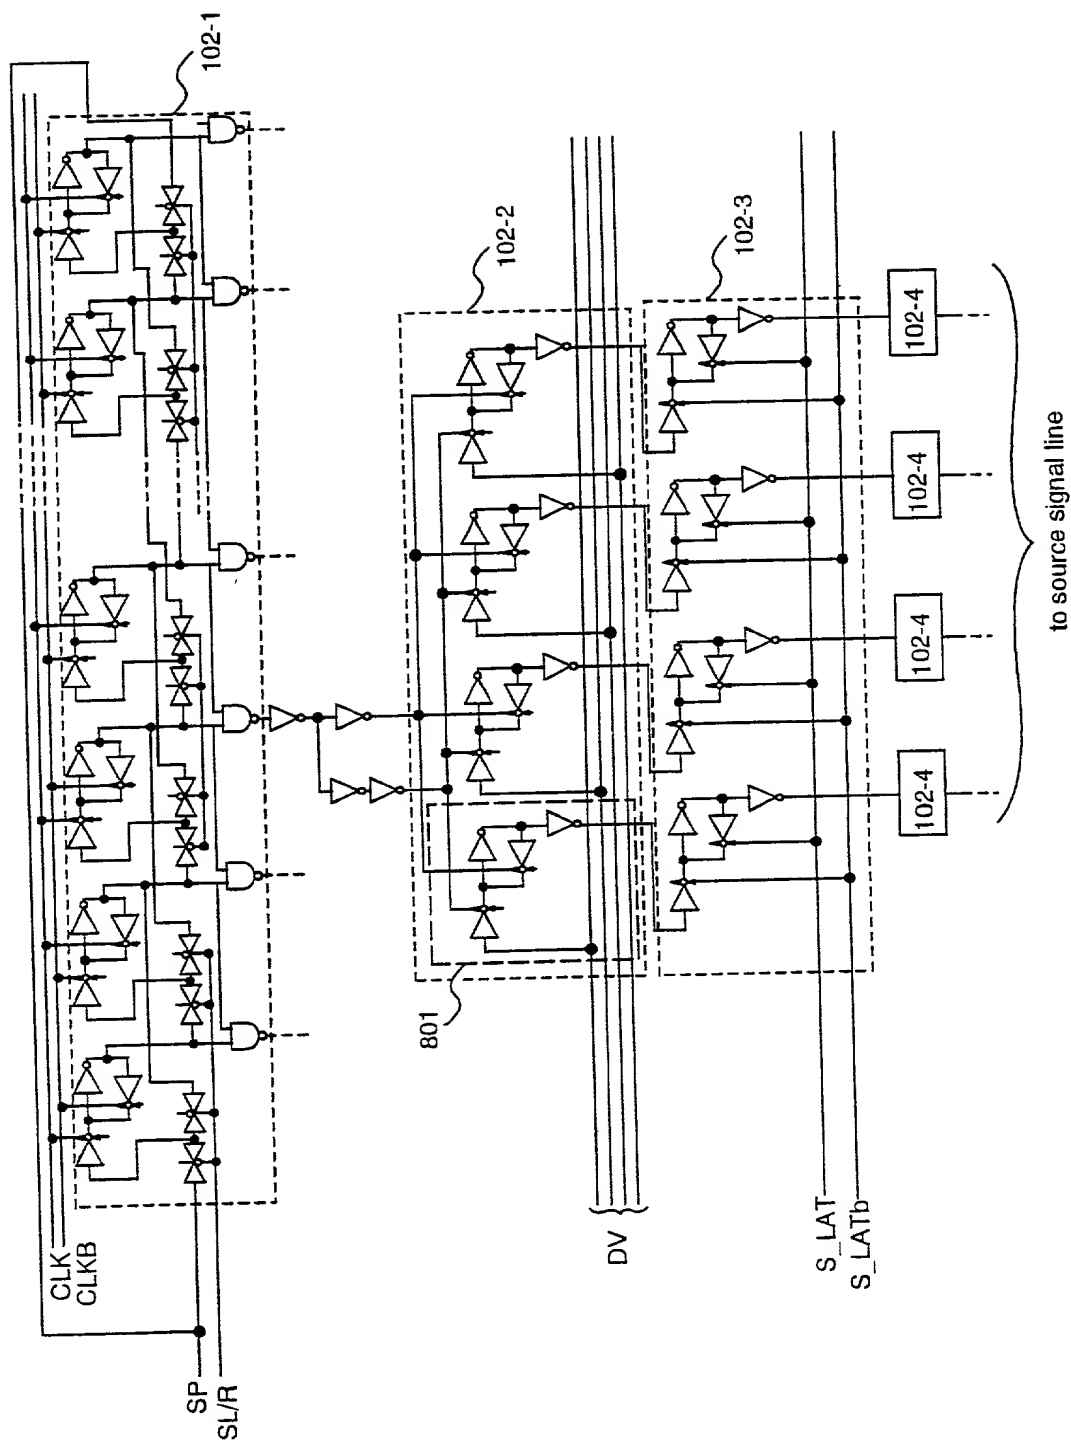 102-1
CLK
CLKB
SP
SL/R
102-2
801
DV
102-3
S_LAT
S_LATb
102-4
102-4
102-4
102-4
to source signal line